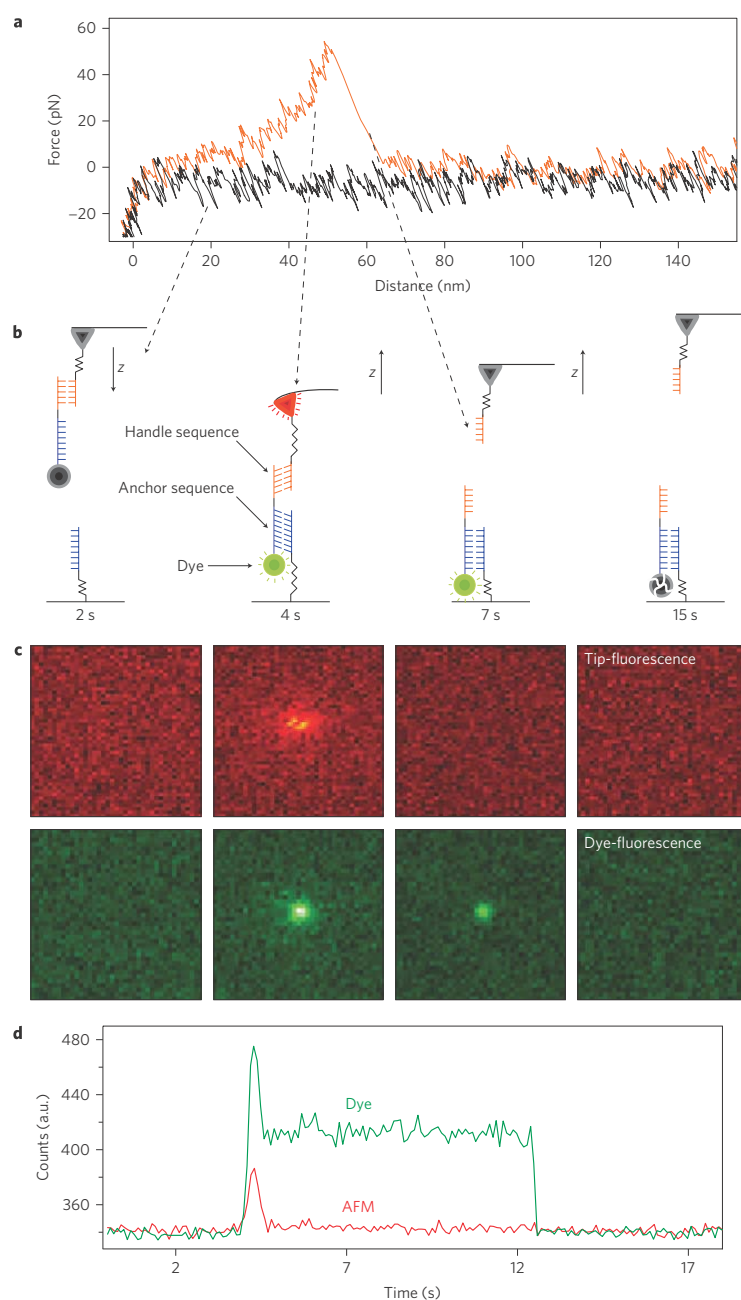 a
60
40
20
0
−20
Force (pN)
0 20 40 60 80 100 120 140
Distance (nm)
b
z
z
z
Handle sequence
Anchor sequence
Dye
2 s 4 s 7 s 15 s
c
Tip-fluorescence
Dye-fluorescence
d
480
440
400
360
Counts (a.u.)
Dye
AFM
2 7 12 17
Time (s)